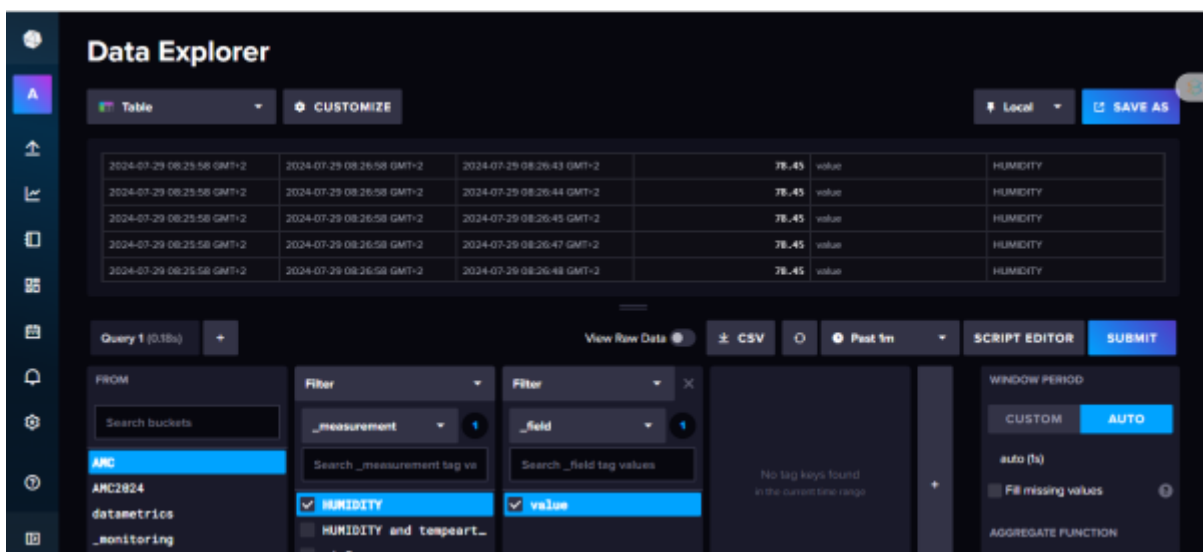 Data Explorer
A
Table
CUSTOMIZE
Local
SAVE AS
2024-07-29 08:25:58 GMT+2 2024-07-29 08:26:58 GMT+2 2024-07-29 08:26:43 GMT+2 78.45 value HUMIDITY
2024-07-29 08:25:58 GMT+2 2024-07-29 08:26:58 GMT+2 2024-07-29 08:26:44 GMT+2 78.45 value HUMIDITY
2024-07-29 08:25:58 GMT+2 2024-07-29 08:26:58 GMT+2 2024-07-29 08:26:45 GMT+2 78.45 value HUMIDITY
2024-07-29 08:25:58 GMT+2 2024-07-29 08:26:58 GMT+2 2024-07-29 08:26:47 GMT+2 78.45 value HUMIDITY
2024-07-29 08:25:58 GMT+2 2024-07-29 08:26:58 GMT+2 2024-07-29 08:26:48 GMT+2 78.45 value HUMIDITY
Query 1 (0.18s)
+
View Raw Data
CSV
Past 1m
SCRIPT EDITOR
SUBMIT
FROM
Search buckets
AMC
AMC2024
datametrics
_monitoring
Filter
_measurement
1
Search _measurement tag va
HUMIDITY
HUMIDITY and tempeart…
Filter
_field
1
Search _field tag values
value
No tag keys found
in the current time range
+
WINDOW PERIOD
CUSTOM
AUTO
auto (1s)
Fill missing values
?
AGGREGATE FUNCTION